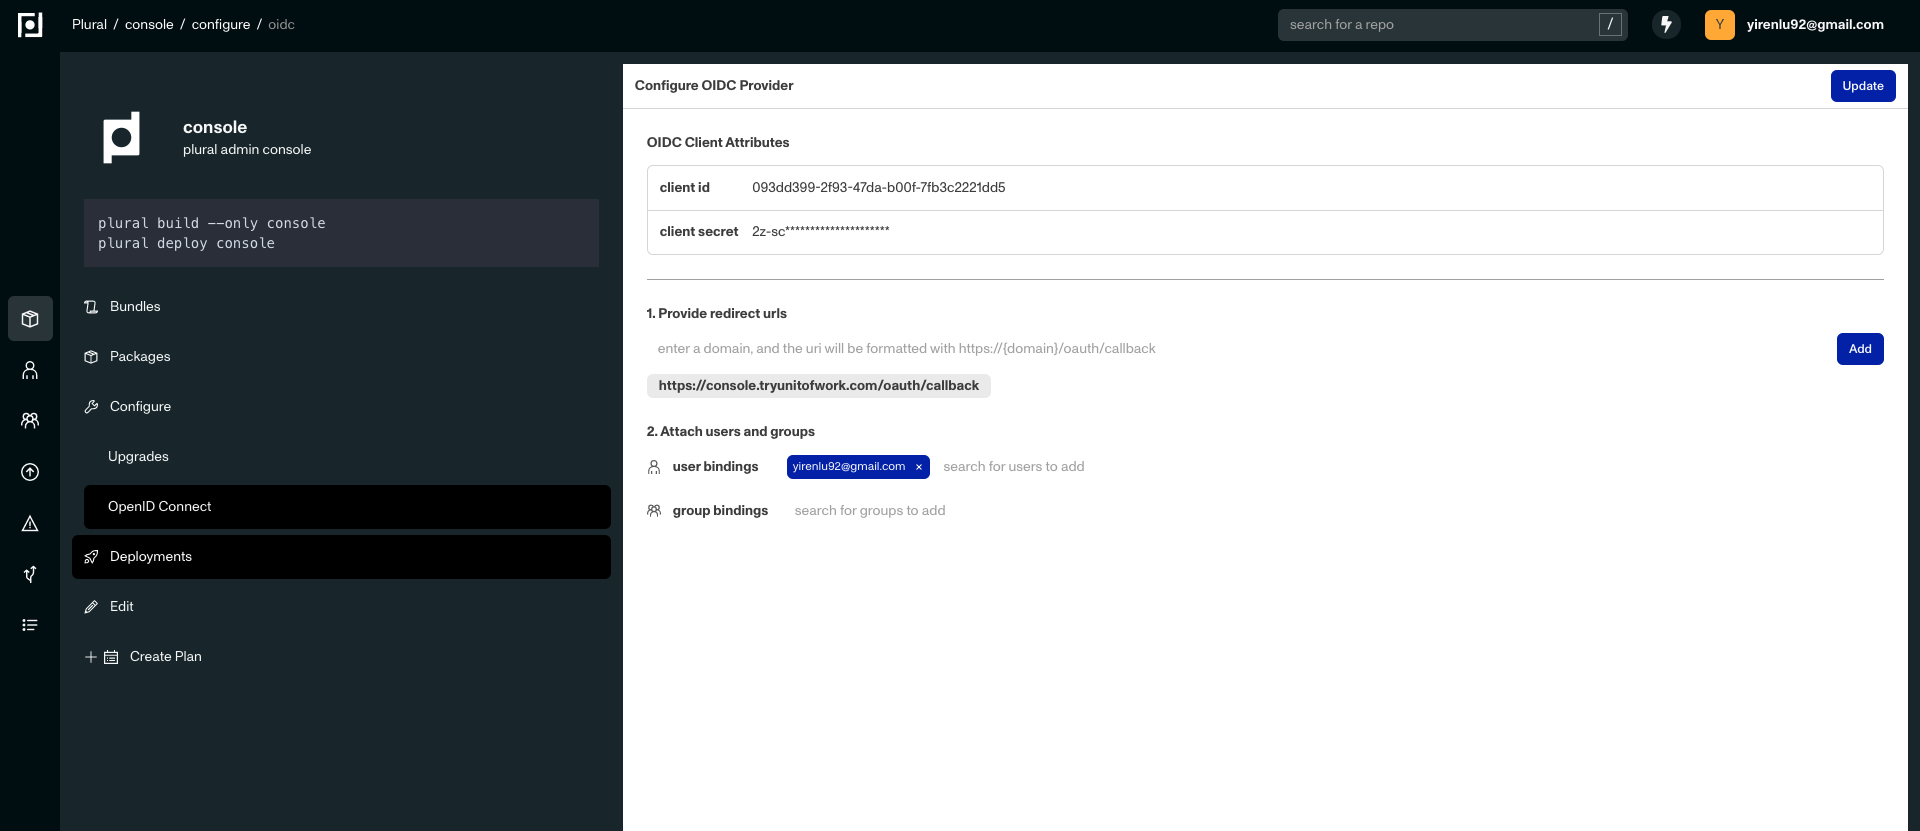 Plural / console / configure / oidc
search for a repo
/
Y
yirenlu92@gmail.com
console
plural admin console
plural build --only console
plural deploy console
Bundles
Packages
Configure
Upgrades
OpenID Connect
Deployments
Edit
Create Plan
Configure OIDC Provider
Update
OIDC Client Attributes
client id 093dd399-2f93-47da-b00f-7fb3c2221dd5
client secret 2z-sc*********************
1. Provide redirect urls
enter a domain, and the uri will be formatted with https://{domain}/oauth/callback
Add
https://console.tryunitofwork.com/oauth/callback
2. Attach users and groups
user bindings yirenlu92@gmail.com × search for users to add
group bindings search for groups to add